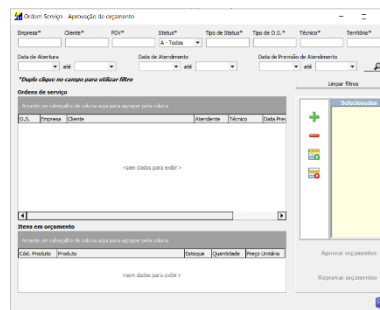 Ordem Serviço - Aprovação de orçamento
Empresa* Cliente* PDV* Status* Tipo de Status* Tipo de O.S.* Técnico* Território*
A - Todos
Data de Abertura Data de Atendimento Data de Previsão de Atendimento
até até até
*Duplo clique no campo para utilizar filtro
Limpar filtros
Ordens de serviço
Selecionados
Arraste um cabeçalho de coluna aqui para agrupar pela coluna
O.S. Empresa Cliente Atendente Técnico Data Prev
<sem dados para exibir>
Itens em orçamento
Arraste um cabeçalho de coluna aqui para agrupar pela coluna
Cód. Produto Produto Estoque Quantidade Preço Unitário
<sem dados para exibir>
Aprovar orçamentos
Reprovar orçamentos